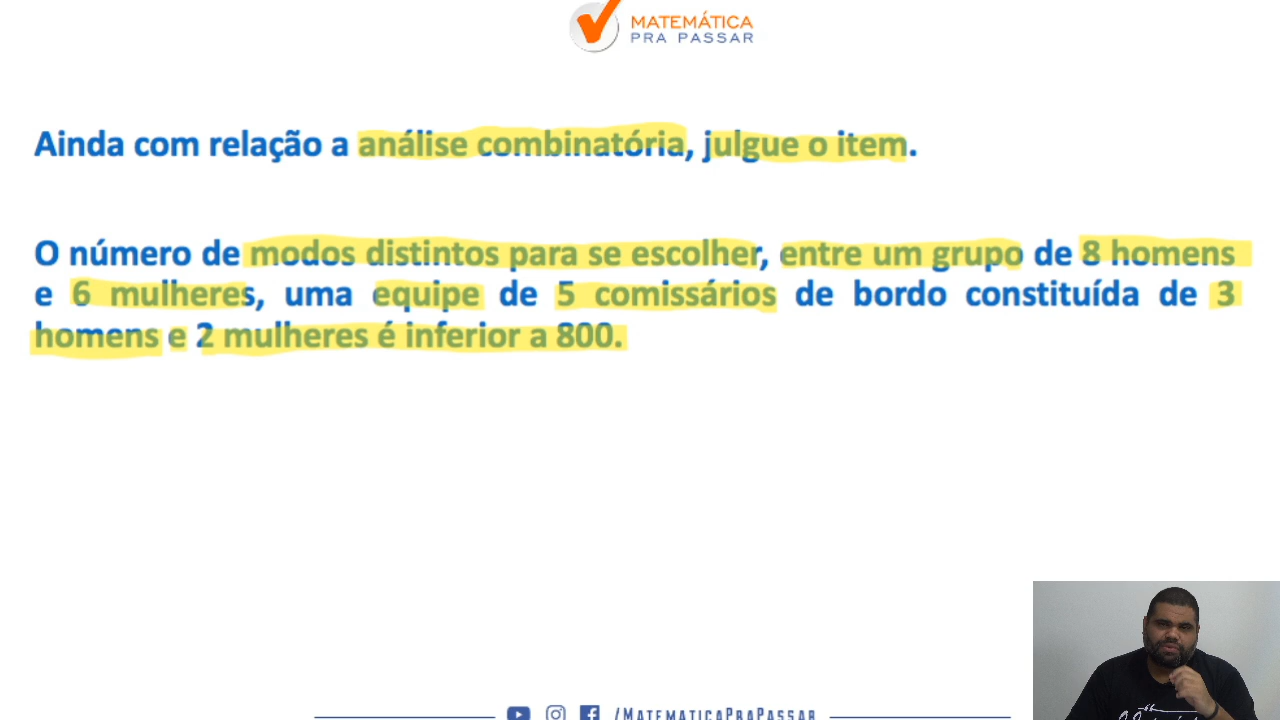 MATEMÁTICA
PRA PASSAR
Ainda com relação a análise combinatória, julgue o item.
O número de modos distintos para se escolher, entre um grupo de 8 homens
e 6 mulheres, uma equipe de 5 comissários de bordo constituída de 3
homens e 2 mulheres é inferior a 800.
/MATEMATICAPRAPASSAR